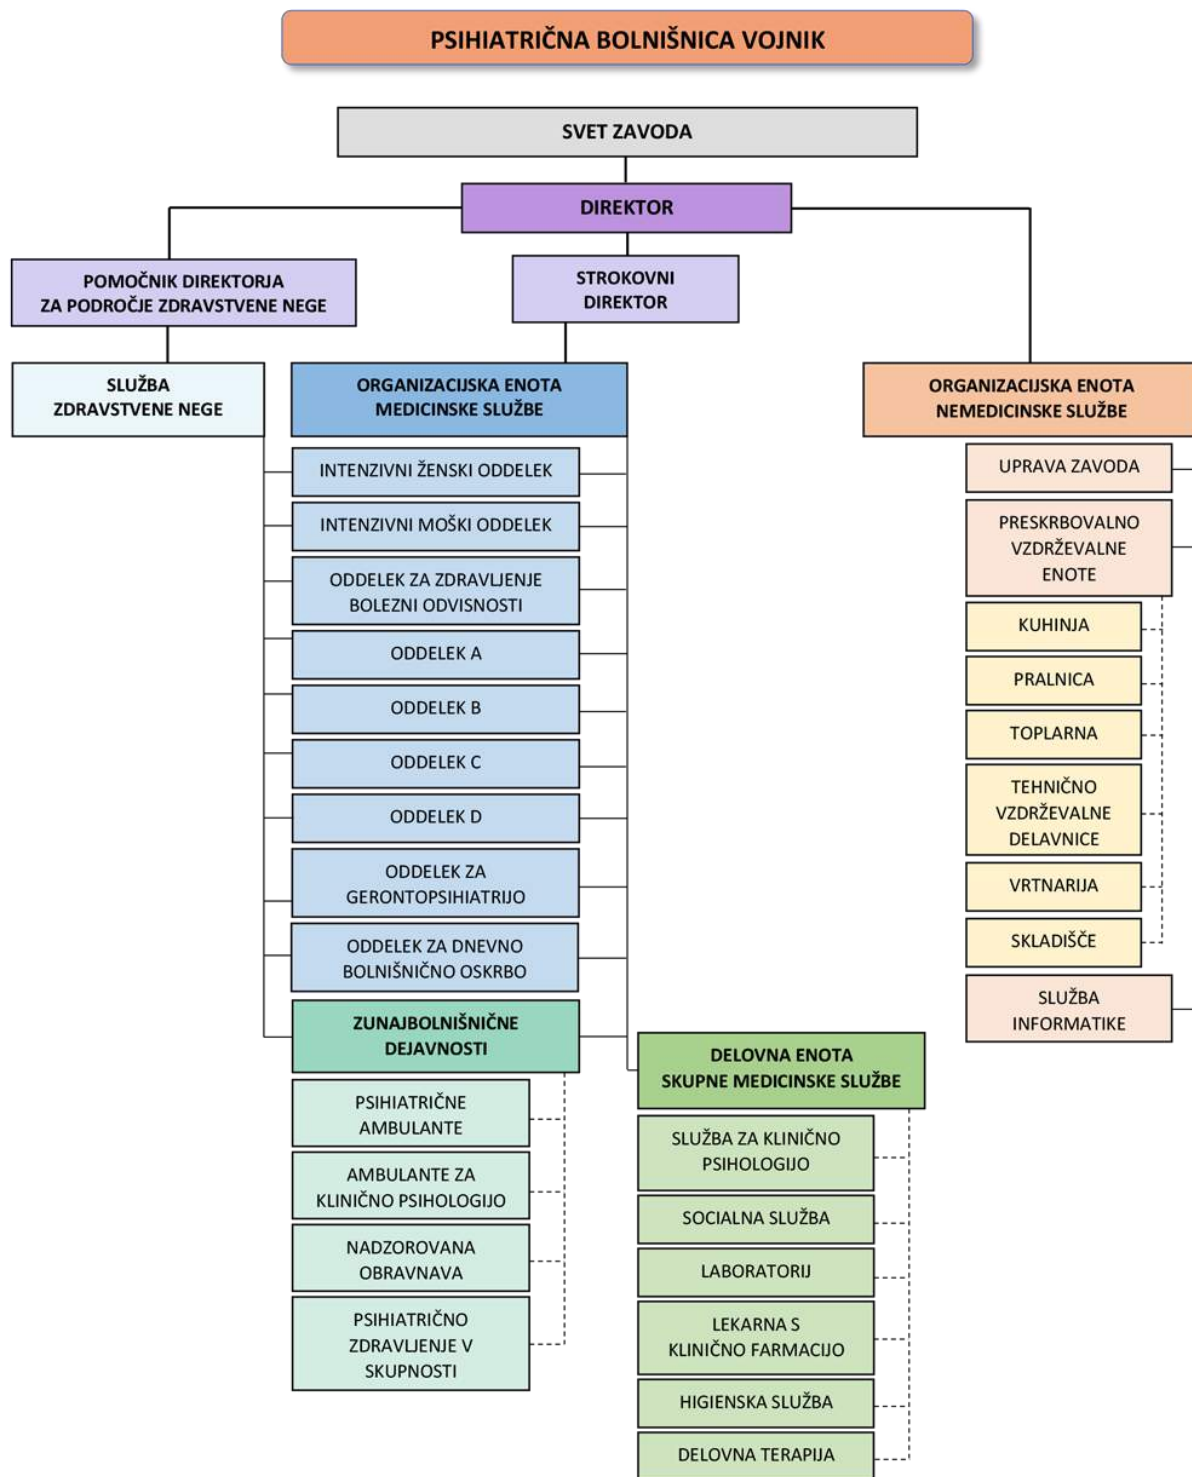 PSIHIATRIČNA BOLNIŠNICA VOJNIK
SVET ZAVODA
DIREKTOR
POMOČNIK DIREKTORJA
ZA PODROČJE ZDRAVSTVENE NEGE
STROKOVNI
DIREKTOR
SLUŽBA
ZDRAVSTVENE NEGE
ORGANIZACIJSKA ENOTA
MEDICINSKE SLUŽBE
INTENZIVNI ŽENSKI ODDELEK
INTENZIVNI MOŠKI ODDELEK
ODDELEK ZA ZDRAVLJENJE
BOLEZNI ODVISNOSTI
ODDELEK A
ODDELEK B
ODDELEK C
ODDELEK D
ODDELEK ZA
GERONTOPSIHIATRIJO
ODDELEK ZA DNEVNO
BOLNIŠNIČNO OSKRBO
ZUNAJBOLNIŠNIČNE
DEJAVNOSTI
PSIHIATRIČNE
AMBULANTE
AMBULANTE ZA
KLINIČNO PSIHOLOGIJO
NADZOROVANA
OBRAVNAVA
PSIHIATRIČNO
ZDRAVLJENJE V
SKUPNOSTI
DELOVNA ENOTA
SKUPNE MEDICINSKE SLUŽBE
SLUŽBA ZA KLINIČNO
PSIHOLOGIJO
SOCIALNA SLUŽBA
LABORATORIJ
LEKARNA S
KLINIČNO FARMACIJO
HIGIENSKA SLUŽBA
DELOVNA TERAPIJA
ORGANIZACIJSKA ENOTA
NEMEDICINSKE SLUŽBE
UPRAVA ZAVODA
PRESKRBOVALNO
VZDRŽEVALNE
ENOTE
KUHINJA
PRALNICA
TOPLARNA
TEHNIČNO
VZDRŽEVALNE
DELAVNICE
VRTNARIJA
SKLADIŠČE
SLUŽBA
INFORMATIKE